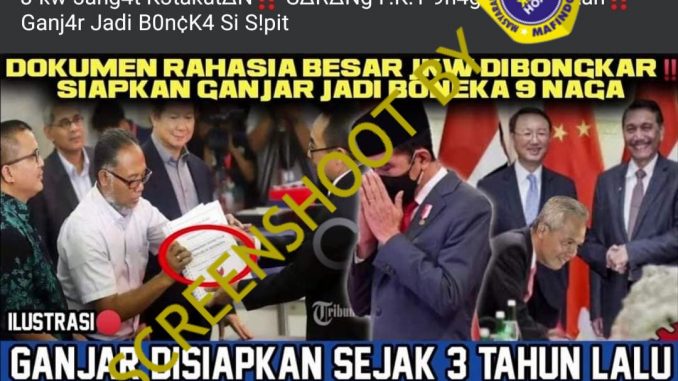 Ganj4r Jadi B0n¢K4 Si S!pit
DOKUMEN RAHASIA BESAR JKW DIBONGKAR‼
SIAPKAN GANJAR JADI BONEKA 9 NAGA
SCREENSHOOT BY
MAFINDO
Tribun
ILUSTRASI
GANJAR DISIAPKAN SEJAK 3 TAHUN LALU